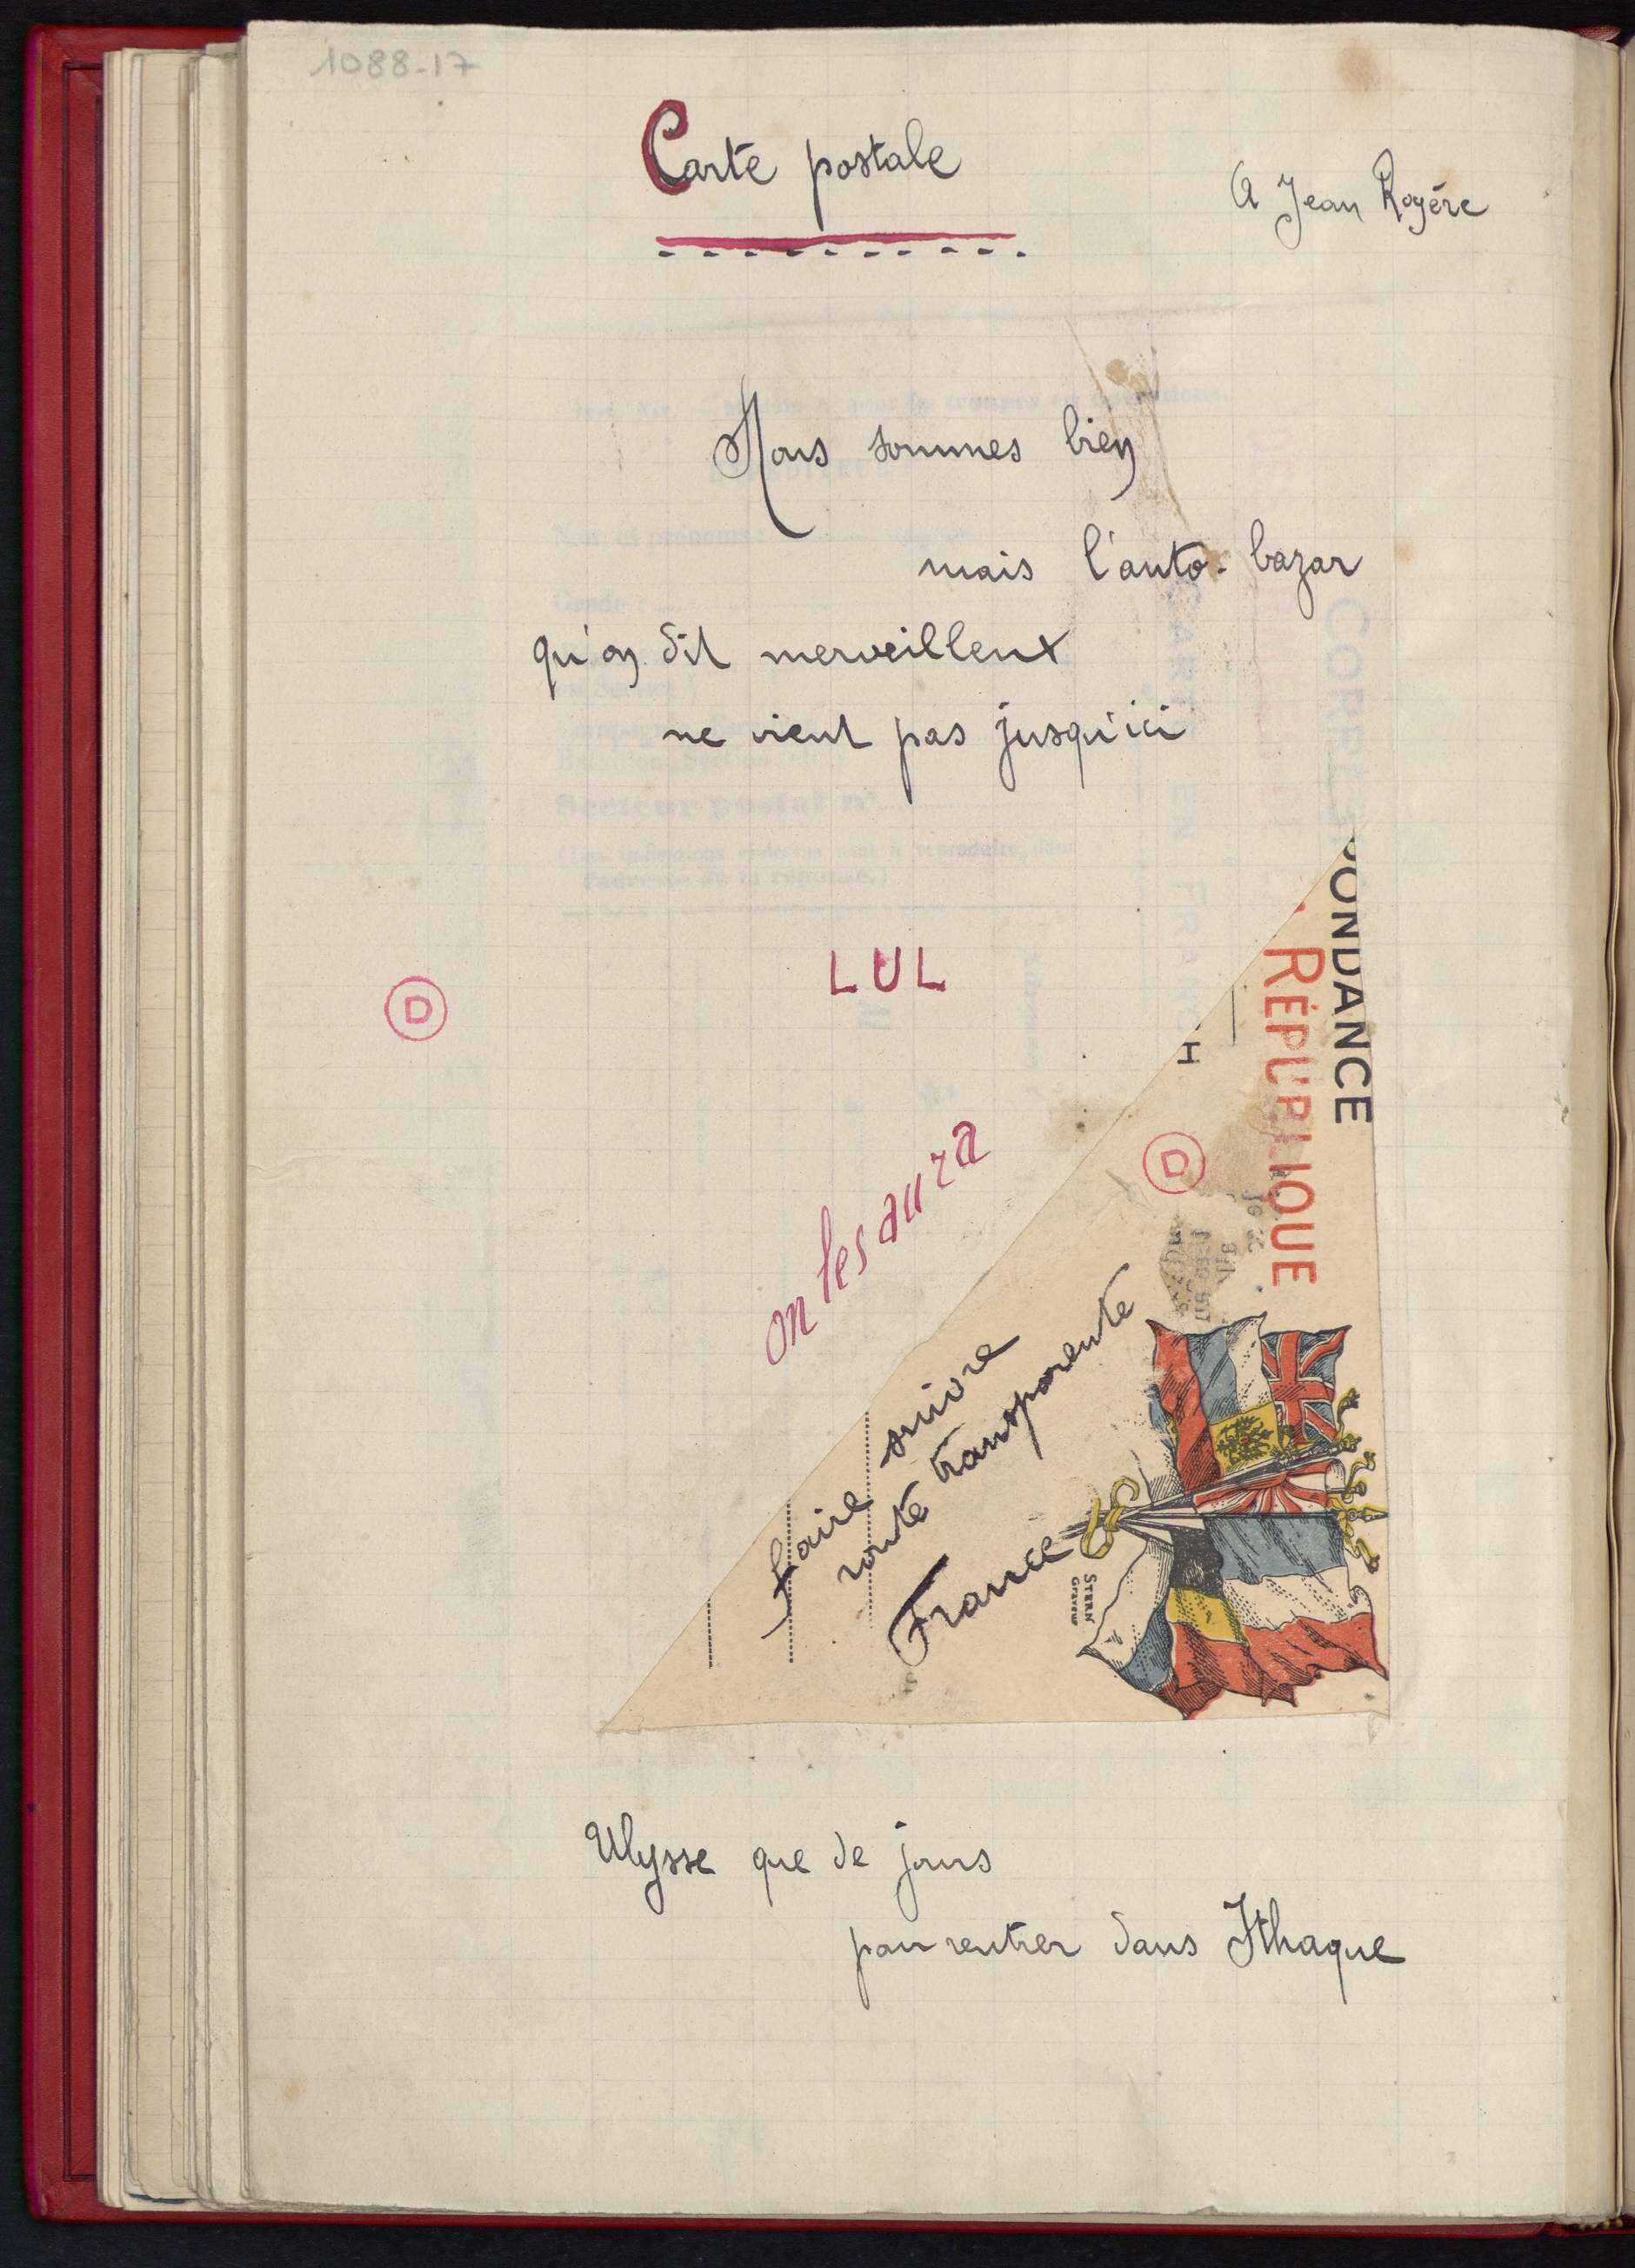 1088-17
Carte postale
A Jean Royère
Nous sommes bien
mais l'auto-bazar
qu'on dit merveilleux
ne vient pas jusqu'ici
LUL
D
on les aura
ONDANCE
RÉPUBLIQUE
D
faire suivre
route transparente
France
STERN
Graveur
Ulysse que de jours
pour rentrer dans Ithaque